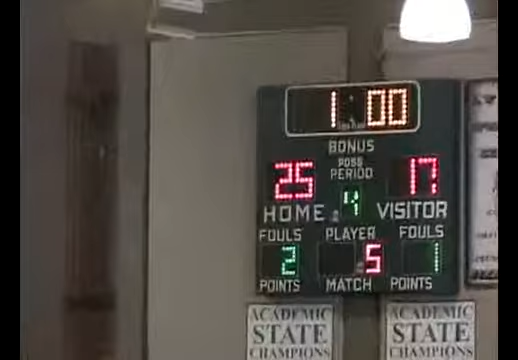 1:00
BONUS
POSS
PERIOD
25 4 17
HOME VISITOR
FOULS PLAYER FOULS
2 5 1
POINTS MATCH POINTS
ACADEMIC ACADEMIC
STATE STATE
CHAMPIONS CHAMPIONS